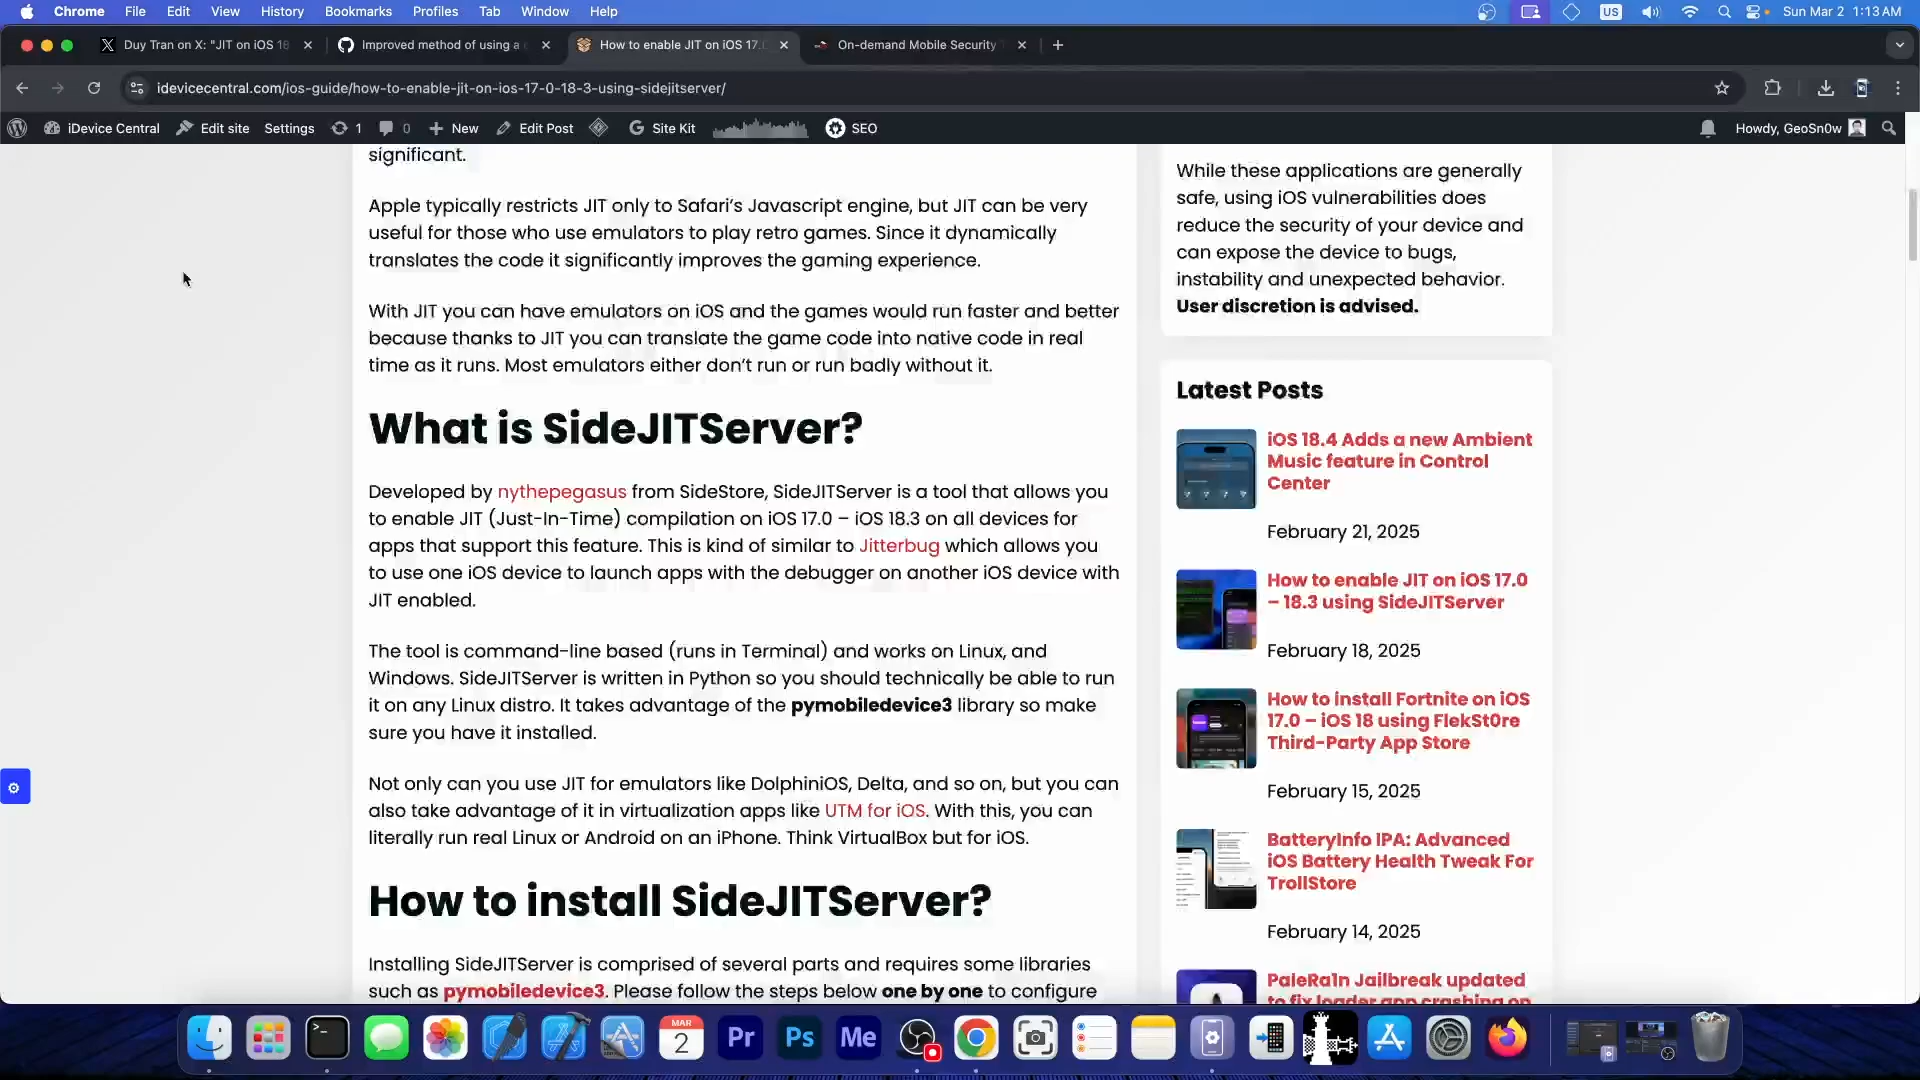 Chrome File Edit View History Bookmarks Profiles Tab Window Help US Sun Mar 2 1:13 AM
Duy Tran on X: "JIT on iOS 18 Improved method of using a How to enable JIT on iOS 17.0 On-demand Mobile Security
idevicecentral.com/ios-guide/how-to-enable-jit-on-ios-17-0-18-3-using-sidejitserver/
iDevice Central Edit site Settings 1 0 New Edit Post Site Kit SEO Howdy, GeoSn0w
significant.
Apple typically restricts JIT only to Safari's Javascript engine, but JIT can be very
useful for those who use emulators to play retro games. Since it dynamically
translates the code it significantly improves the gaming experience.
With JIT you can have emulators on iOS and the games would run faster and better
because thanks to JIT you can translate the game code into native code in real
time as it runs. Most emulators either don't run or run badly without it.
What is SideJITServer?
Developed by nythepegasus from SideStore, SideJITServer is a tool that allows you
to enable JIT (Just-In-Time) compilation on iOS 17.0 – iOS 18.3 on all devices for
apps that support this feature. This is kind of similar to Jitterbug which allows you
to use one iOS device to launch apps with the debugger on another iOS device with
JIT enabled.
The tool is command-line based (runs in Terminal) and works on Linux, and
Windows. SideJITServer is written in Python so you should technically be able to run
it on any Linux distro. It takes advantage of the pymobiledevice3 library so make
sure you have it installed.
Not only can you use JIT for emulators like DolphiniOS, Delta, and so on, but you can
also take advantage of it in virtualization apps like UTM for iOS. With this, you can
literally run real Linux or Android on an iPhone. Think VirtualBox but for iOS.
How to install SideJITServer?
Installing SideJITServer is comprised of several parts and requires some libraries
such as pymobiledevice3. Please follow the steps below one by one to configure
While these applications are generally
safe, using iOS vulnerabilities does
reduce the security of your device and
can expose the device to bugs,
instability and unexpected behavior.
User discretion is advised.
Latest Posts
iOS 18.4 Adds a new Ambient
Music feature in Control
Center
February 21, 2025
How to enable JIT on iOS 17.0
– 18.3 using SideJITServer
February 18, 2025
How to install Fortnite on iOS
17.0 – iOS 18 using FlekSt0re
Third-Party App Store
February 15, 2025
BatteryInfo IPA: Advanced
iOS Battery Health Tweak For
TrollStore
February 14, 2025
PaleRa1n Jailbreak updated
to fix loader app crashing on
MAR
2
Pr Ps Me